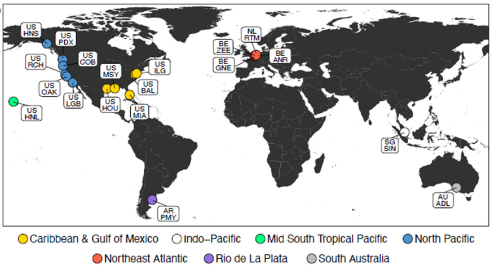 US
HNS
US
PDX
US
COB
US
RCH
US
MSY
US
ILG
US
OAK
US
LGB
US
HOU
US
BAL
US
MIA
US
HNL
NL
RTM
BE
ZEE
BE
ANR
BE
GNE
SG
SIN
AU
ADL
AR
PMY
Caribbean & Gulf of Mexico
Indo-Pacific
Mid South Tropical Pacific
North Pacific
Northeast Atlantic
Rio de La Plata
South Australia